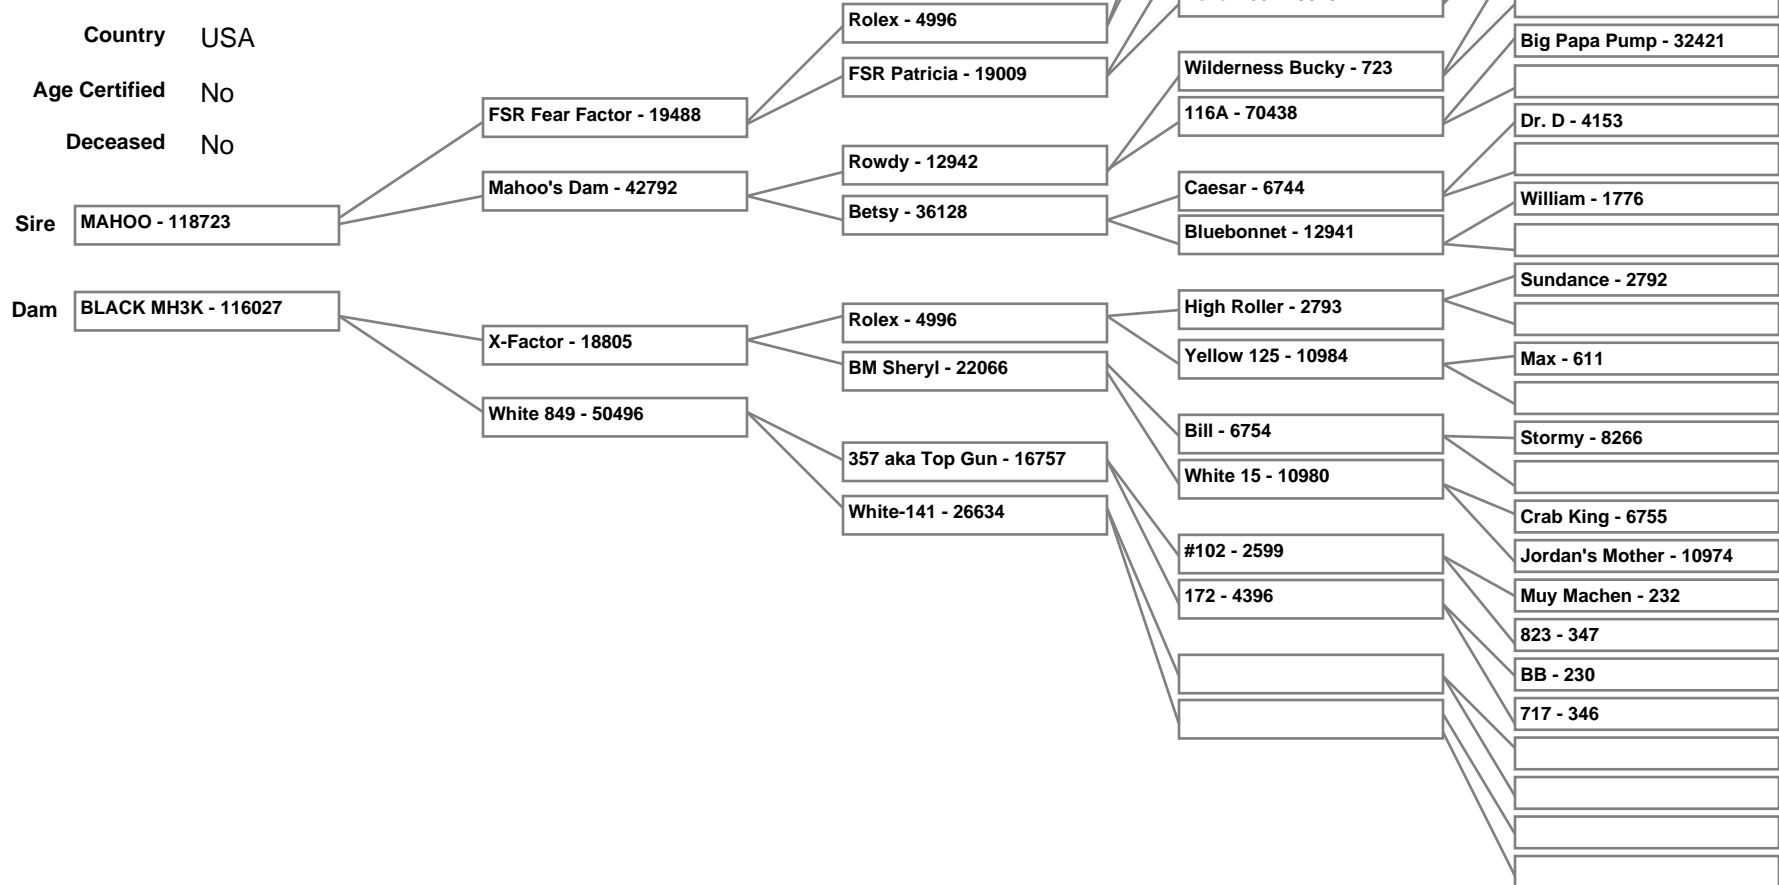 Country USA
Age Certified No
Deceased No
Sire MAHOO - 118723
Dam BLACK MH3K - 116027
FSR Fear Factor - 19488
Mahoo's Dam - 42792
X-Factor - 18805
White 849 - 50496
Rolex - 4996
FSR Patricia - 19009
Rowdy - 12942
Betsy - 36128
Rolex - 4996
BM Sheryl - 22066
357 aka Top Gun - 16757
White-141 - 26634
Wilderness Bucky - 723
116A - 70438
Caesar - 6744
Bluebonnet - 12941
High Roller - 2793
Yellow 125 - 10984
Bill - 6754
White 15 - 10980
#102 - 2599
172 - 4396
Big Papa Pump - 32421
Dr. D - 4153
William - 1776
Sundance - 2792
Max - 611
Stormy - 8266
Crab King - 6755
Jordan's Mother - 10974
Muy Machen - 232
823 - 347
BB - 230
717 - 346